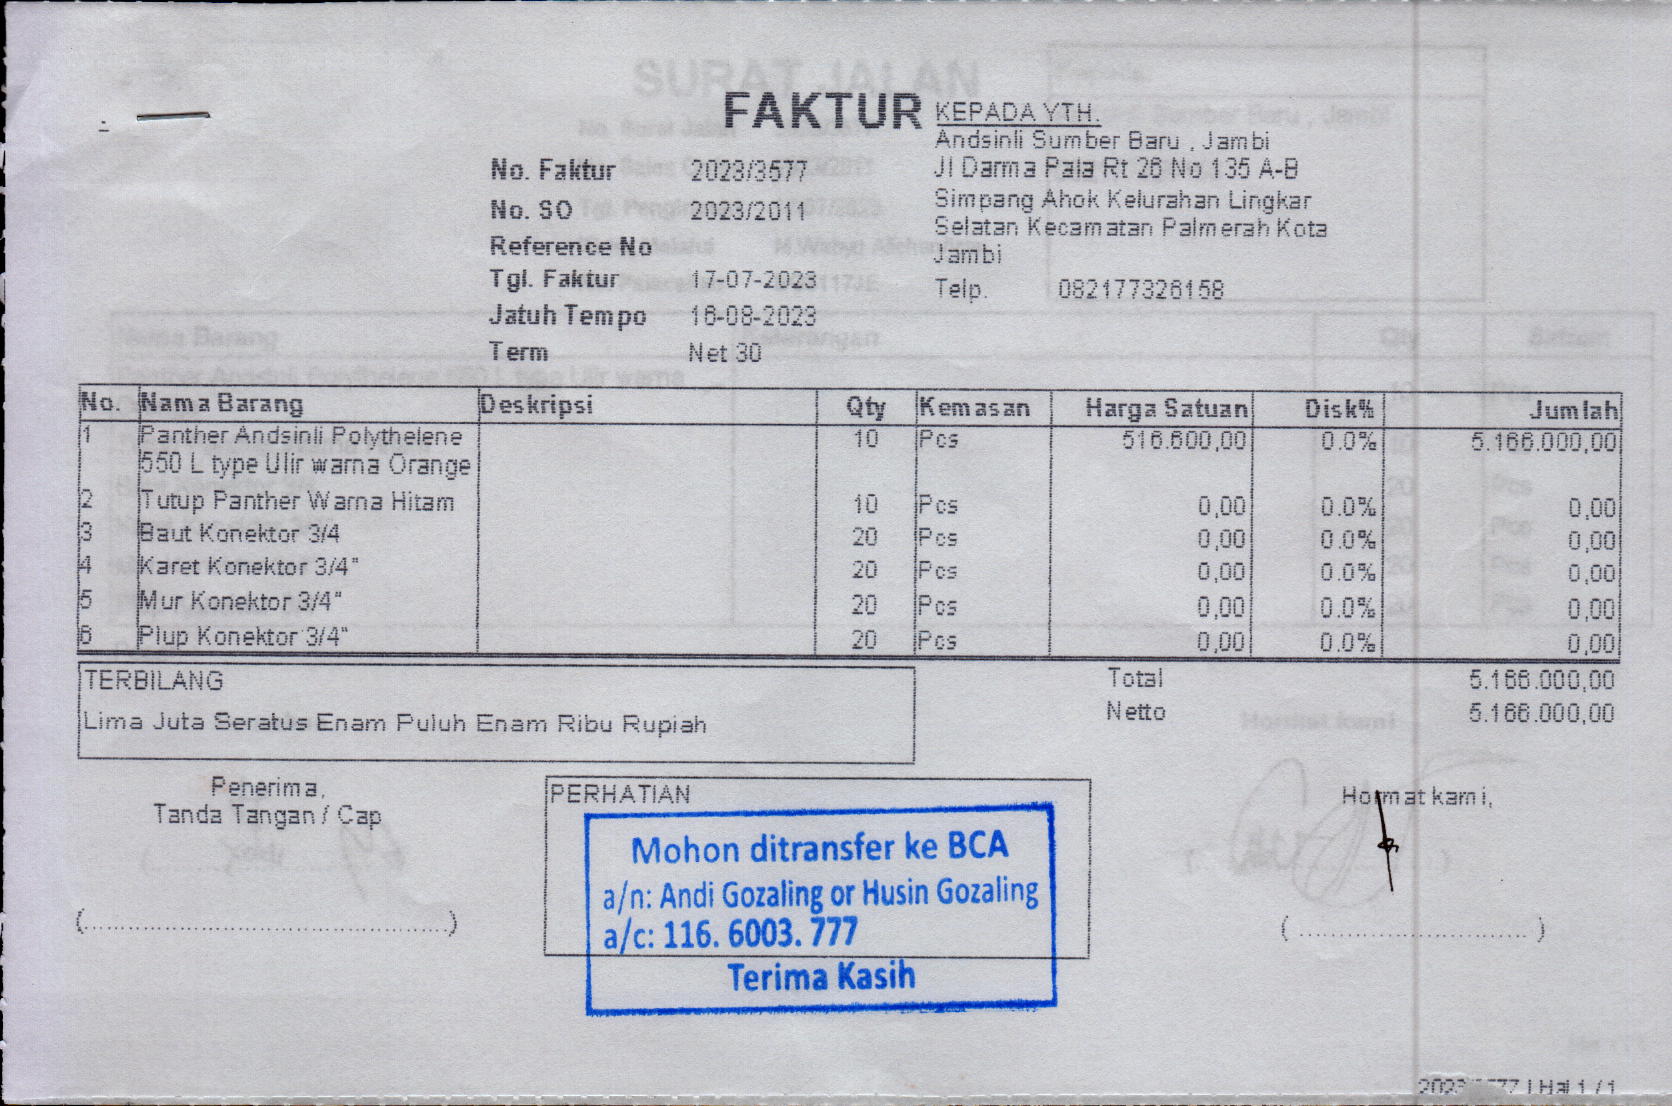 FAKTUR
No. Faktur 2023/3577
No. SO 2023/2011
Reference No
Tgl. Faktur 17-07-2023
Jatuh Tempo 16-08-2023
Term Net 30
KEPADA YTH.
Andsinli Sumber Baru , Jambi
Jl Darma Pala Rt 26 No 135 A-B
Simpang Ahok Kelurahan Lingkar
Selatan Kecamatan Palmerah Kota
Jambi
Telp. 082177326158
No. Nama Barang Deskripsi Qty Kemasan Harga Satuan Disk% Jumlah
1 Panther Andsinli Polythelene 10 Pcs 516.600,00 0.0% 5.166.000,00
550 L type Ulir warna Orange
2 Tutup Panther Warna Hitam 10 Pcs 0,00 0.0% 0,00
3 Baut Konektor 3/4 20 Pcs 0,00 0.0% 0,00
4 Karet Konektor 3/4" 20 Pcs 0,00 0.0% 0,00
5 Mur Konektor 3/4" 20 Pcs 0,00 0.0% 0,00
6 Plup Konektor 3/4" 20 Pcs 0,00 0.0% 0,00
TERBILANG
Lima Juta Seratus Enam Puluh Enam Ribu Rupiah
Total 5.166.000,00
Netto 5.166.000,00
Penerima,
Tanda Tangan / Cap
PERHATIAN
Mohon ditransfer ke BCA
a/n: Andi Gozaling or Husin Gozaling
a/c: 116. 6003. 777
Terima Kasih
Hormat kami,
Hal 1 / 1